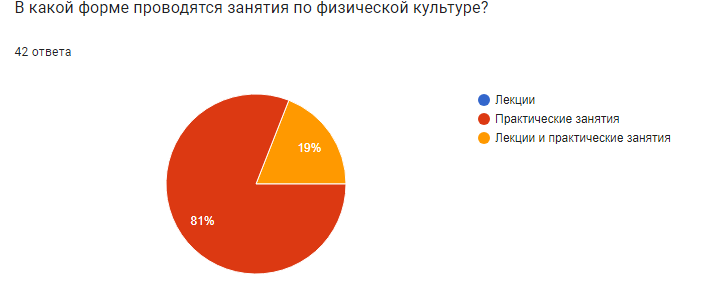 В какой форме проводятся занятия по физической культуре?
42 ответа
Лекции
Практические занятия
Лекции и практические занятия
19%
81%